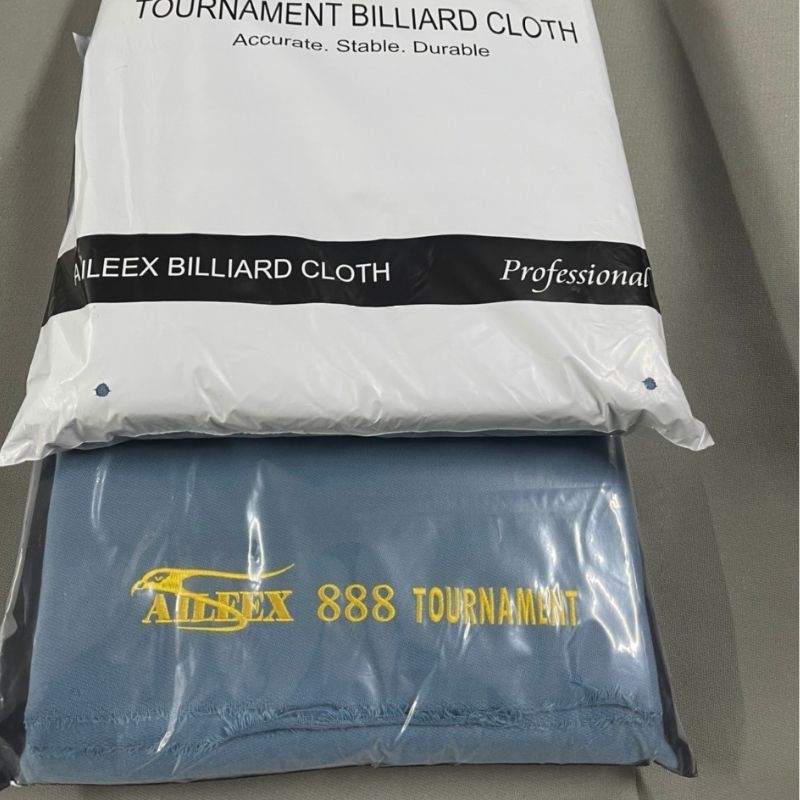 TOURNAMENT BILLIARD CLOTH
Accurate. Stable. Durable
AILEEX BILLIARD CLOTH Professional
AILEEX 888 TOURNAMENT